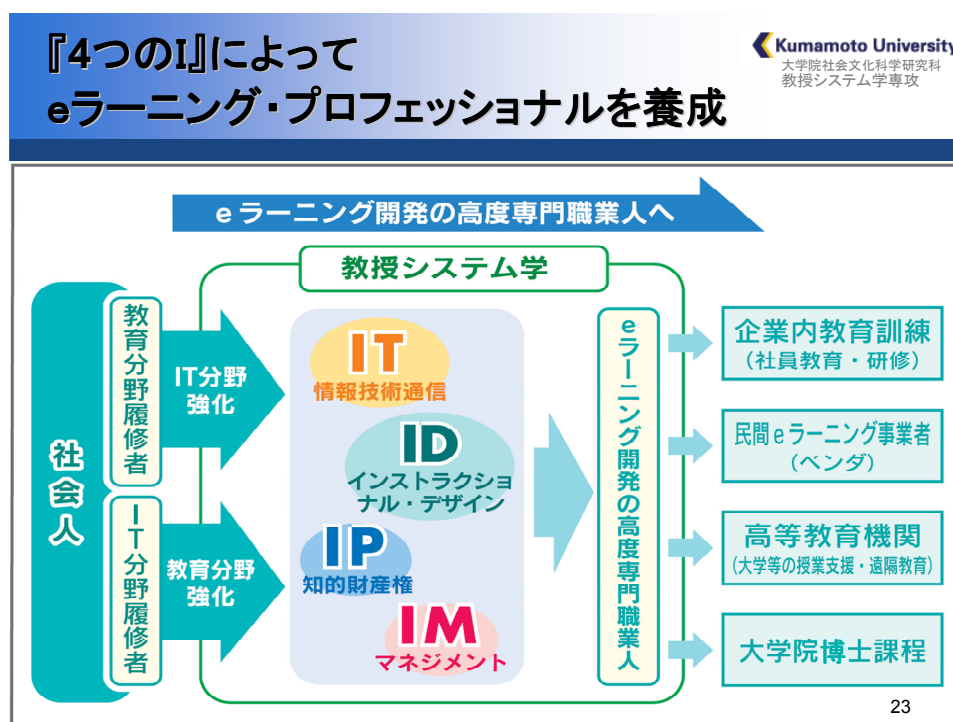 『4つのI』によって
eラーニング・プロフェッショナルを養成
Kumamoto University
大学院社会文化科学研究科
教授システム学専攻
eラーニング開発の高度専門職業人へ
教授システム学
社会人
教育分野履修者
IT分野履修者
IT分野
強化
教育分野
強化
IT
情報技術通信
ID
インストラクショ
ナル・デザイン
IP
知的財産権
IM
マネジメント
eラーニング開発の高度専門職業人
企業内教育訓練
(社員教育・研修)
民間eラーニング事業者
(ベンダ)
高等教育機関
(大学等の授業支援・遠隔教育)
大学院博士課程
23